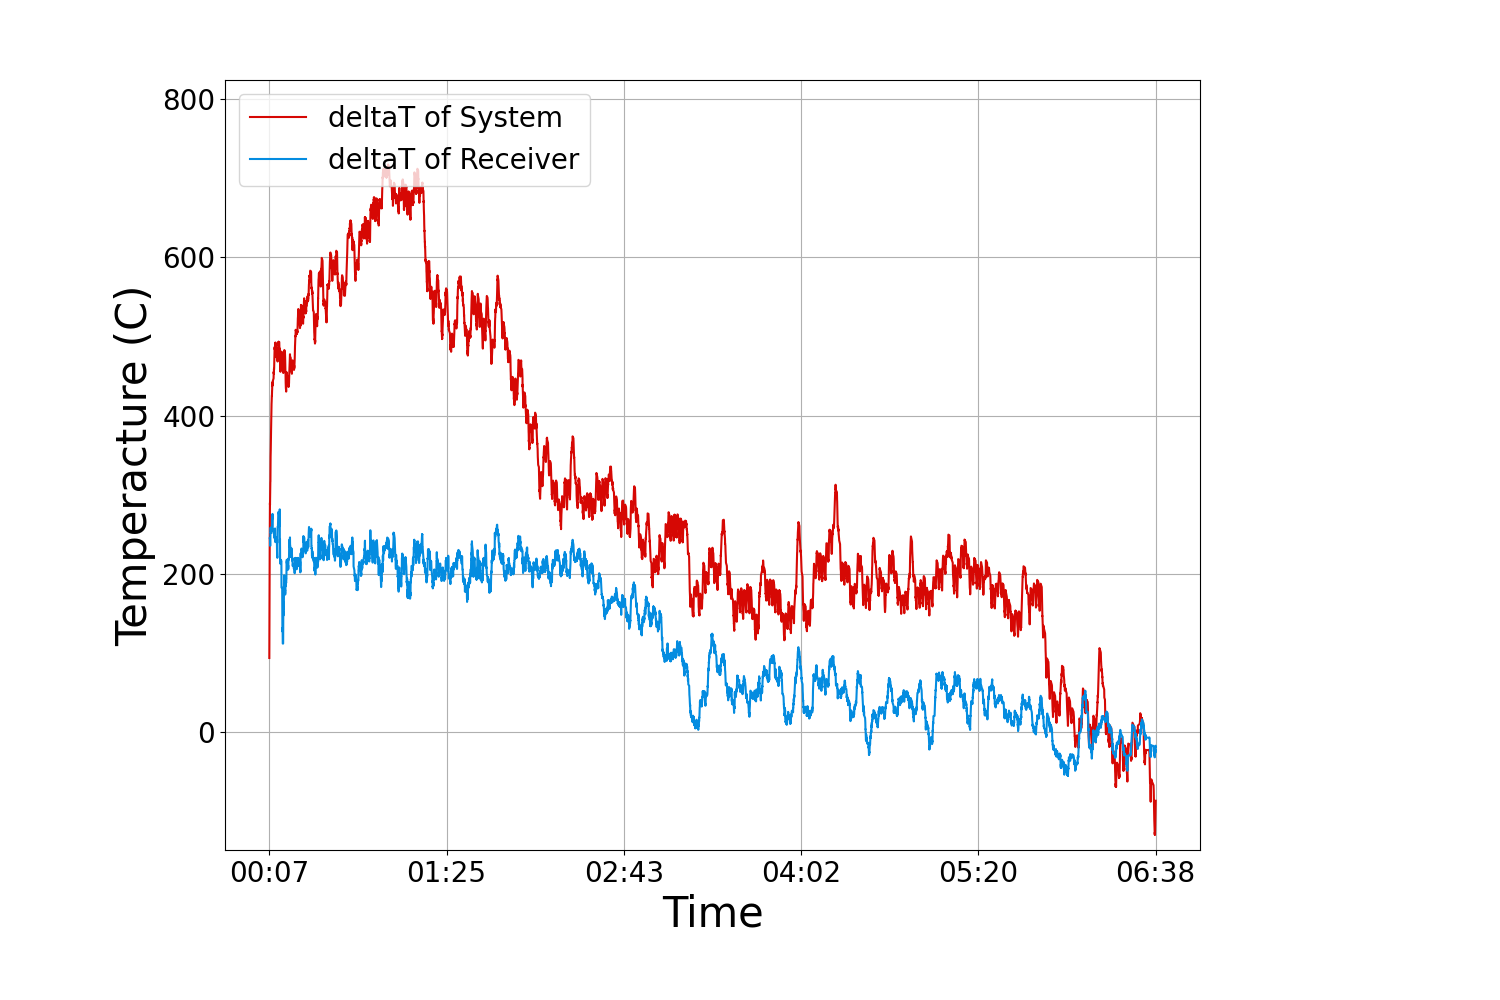 800
600
400
200
0
deltaT of System
deltaT of Receiver
Temperacture (C)
00:07 01:25 02:43 04:02 05:20 06:38
Time